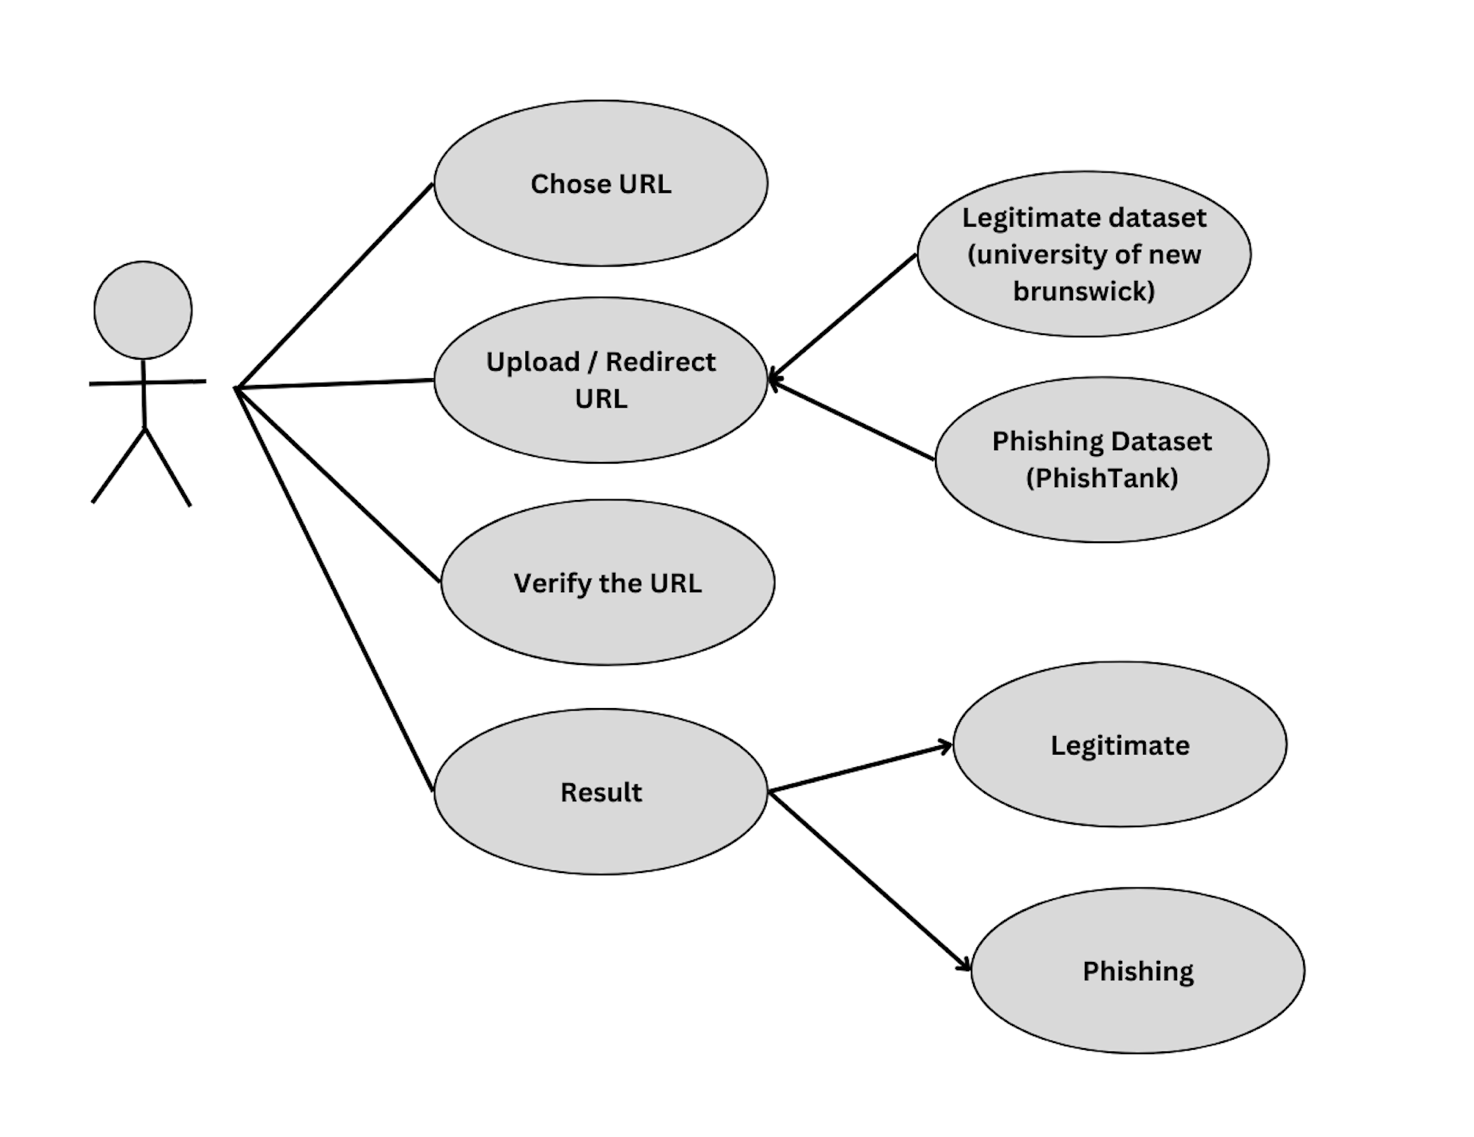 Chose URL
Legitimate dataset
(university of new
brunswick)
Upload / Redirect
URL
Phishing Dataset
(PhishTank)
Verify the URL
Legitimate
Result
Phishing